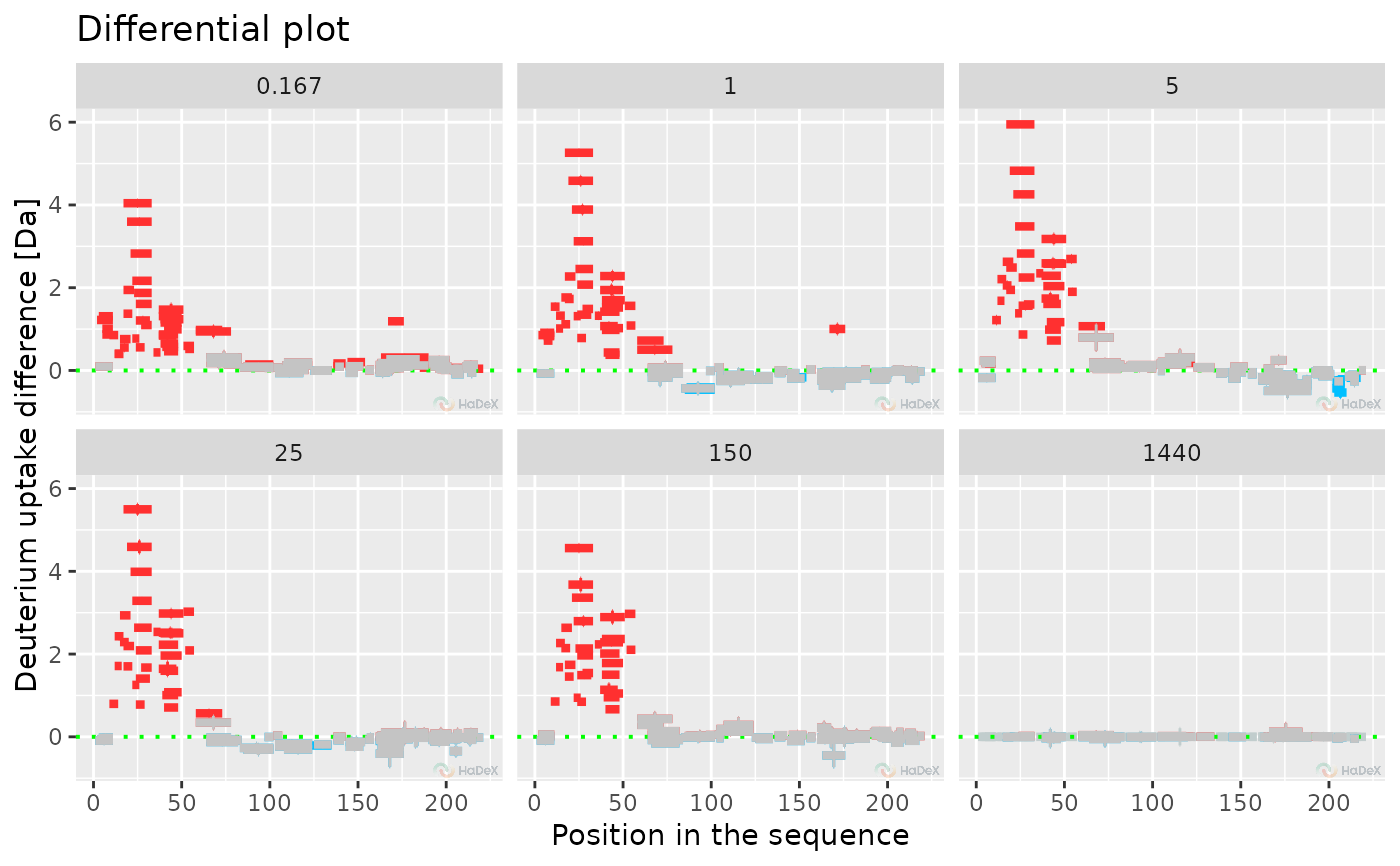 Differential plot
0.167 1 5
6
4
2
0
HaDeX HaDeX HaDeX
Deuterium uptake difference [Da]
25 150 1440
6
4
2
0
HaDeX HaDeX HaDeX
0 50 100 150 200 0 50 100 150 200 0 50 100 150 200
Position in the sequence